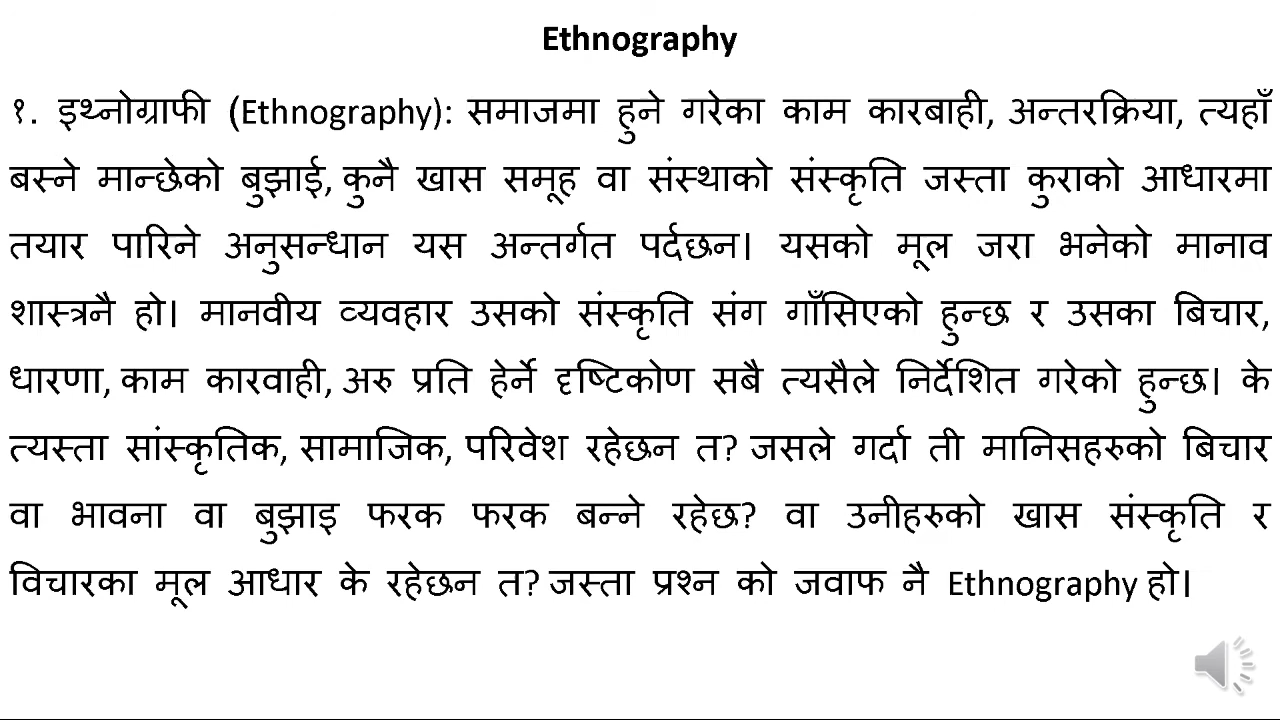 Ethnography
१. इथ्नोग्राफी (Ethnography): समाजमा हुने गरेका काम कारबाही, अन्तरक्रिया, त्यहाँ
बस्ने मान्छेको बुझाई, कुनै खास समूह वा संस्थाको संस्कृति जस्ता कुराको आधारमा
तयार पारिने अनुसन्धान यस अन्तर्गत पर्दछन। यसको मूल जरा भनेको मानाव
शास्त्रनै हो। मानवीय व्यवहार उसको संस्कृति संग गाँसिएको हुन्छ र उसका बिचार,
धारणा, काम कारवाही, अरु प्रति हेर्ने दृष्टिकोण सबै त्यसैले निर्देशित गरेको हुन्छ। के
त्यस्ता सांस्कृतिक, सामाजिक, परिवेश रहेछन त? जसले गर्दा ती मानिसहरुको बिचार
वा भावना वा बुझाइ फरक फरक बन्ने रहेछ? वा उनीहरुको खास संस्कृति र
विचारका मूल आधार के रहेछन त? जस्ता प्रश्न को जवाफ नै Ethnography हो।